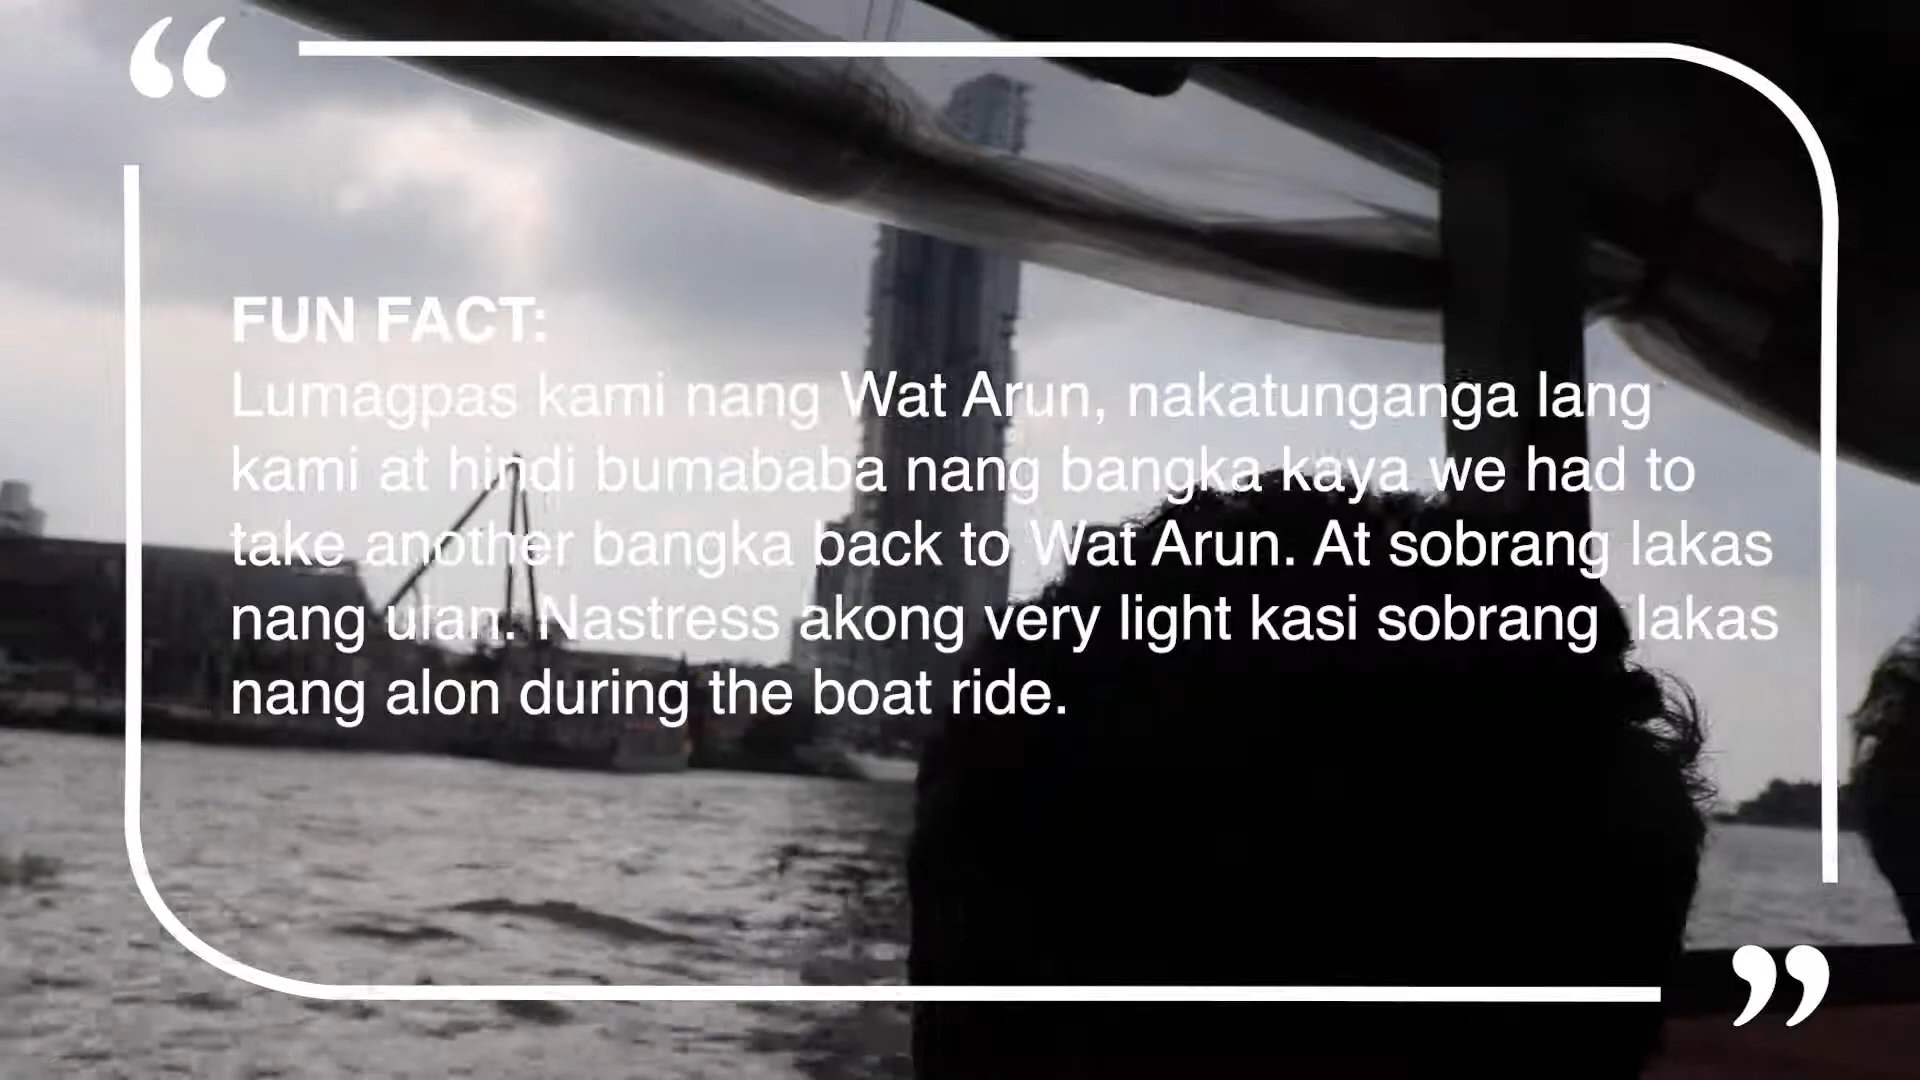 FUN FACT:
Lumagpas kami nang Wat Arun, nakatunganga lang
kami at hindi bumababa nang bangka kaya we had to
take another bangka back to Wat Arun. At sobrang lakas
nang ulan. Nastress akong very light kasi sobrang lakas
nang alon during the boat ride.